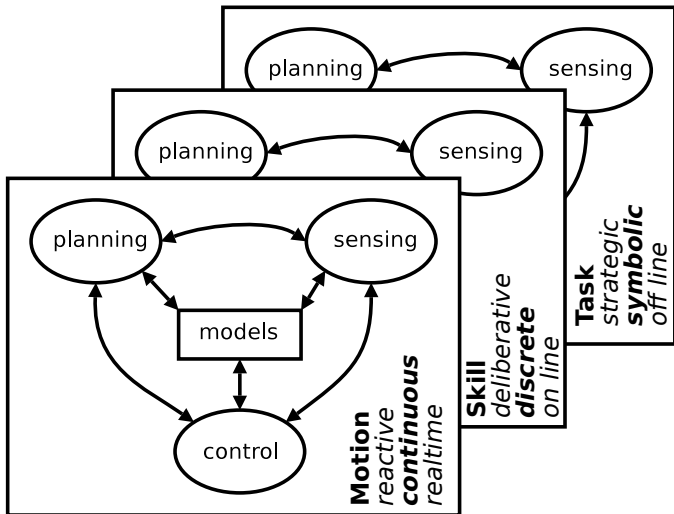 planning
sensing
Task
strategic
symbolic
off line
planning
sensing
Skill
deliberative
discrete
on line
planning
sensing
models
control
Motion
reactive
continuous
realtime